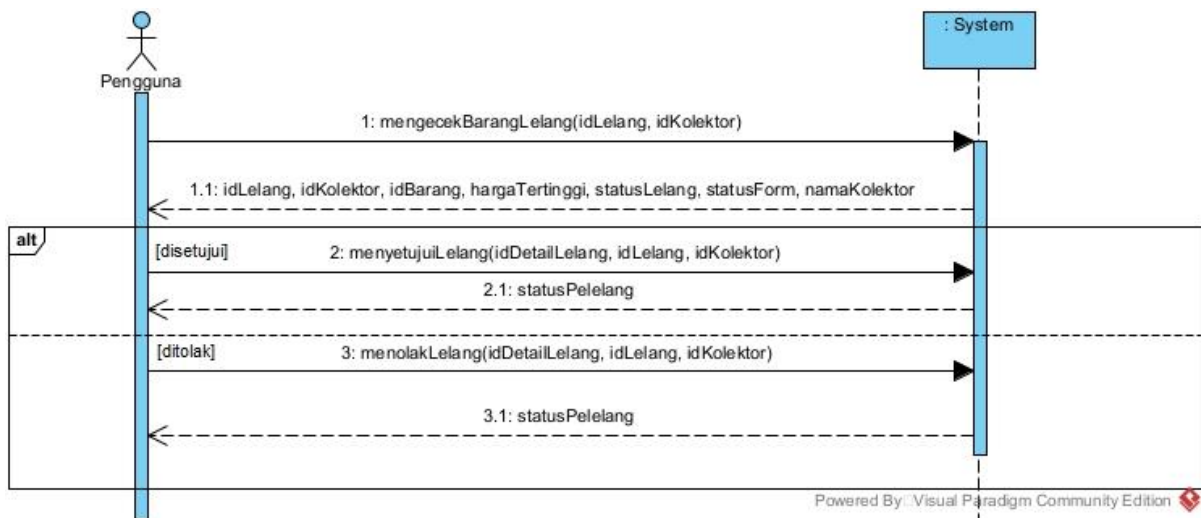 : System
Pengguna
1: mengecekBarangLelang(idLelang, idKolektor)
1.1: idLelang, idKolektor, idBarang, hargaTertinggi, statusLelang, statusForm, namaKolektor
alt
[disetujui] 2: menyetujuiLelang(idDetailLelang, idLelang, idKolektor)
2.1: statusPelelang
[ditolak] 3: menolakLelang(idDetailLelang, idLelang, idKolektor)
3.1: statusPelelang
Powered By Visual Paradigm Community Edition